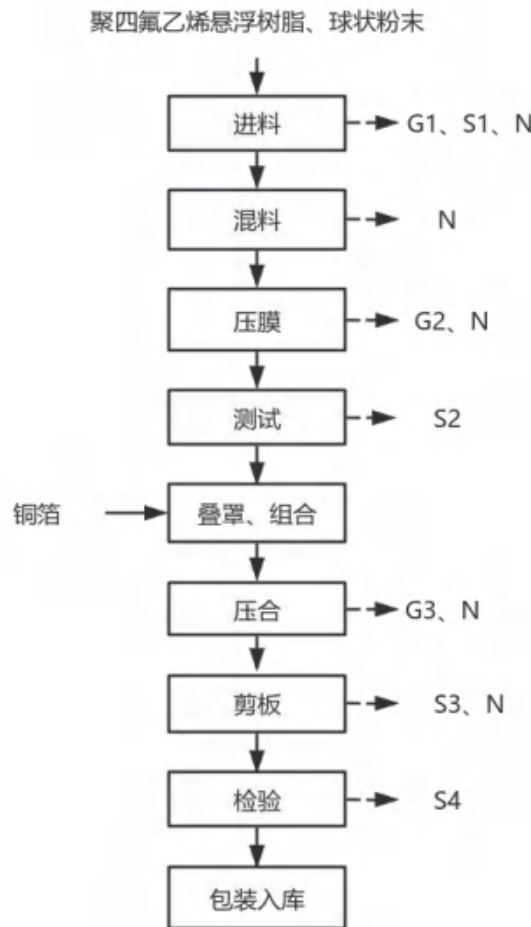 聚四氟乙烯悬浮树脂、球状粉末
进料
G1、S1、N
混料
N
压膜
G2、N
测试
S2
铜箔
叠罩、组合
压合
G3、N
剪板
S3、N
检验
S4
包装入库